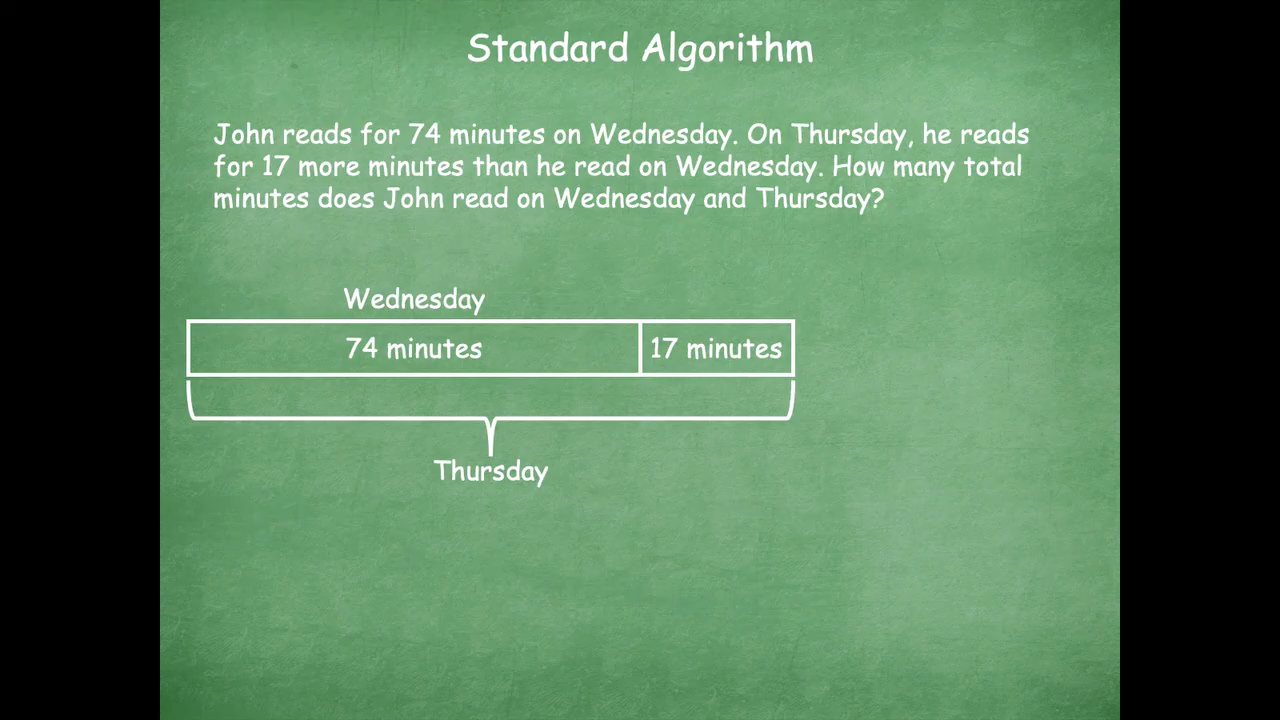 Standard Algorithm
John reads for 74 minutes on Wednesday. On Thursday, he reads
for 17 more minutes than he read on Wednesday. How many total
minutes does John read on Wednesday and Thursday?
Wednesday
74 minutes
17 minutes
Thursday